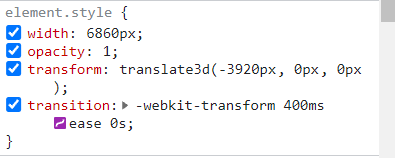 element.style {
width: 6860px;
opacity: 1;
transform: translate3d(-3920px, 0px, 0px
);
transition: -webkit-transform 400ms
ease 0s;
}